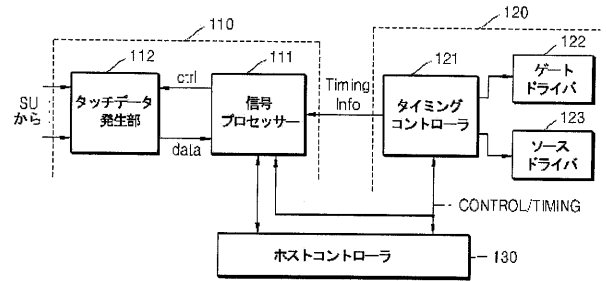 110
120
112
111
121
122
123
SU
から
タッチデータ
発生部
ctrl
data
信号
プロセッサー
Timing
Info
タイミング
コントローラ
ゲート
ドライバ
ソース
ドライバ
CONTROL/TIMING
ホストコントローラ
130